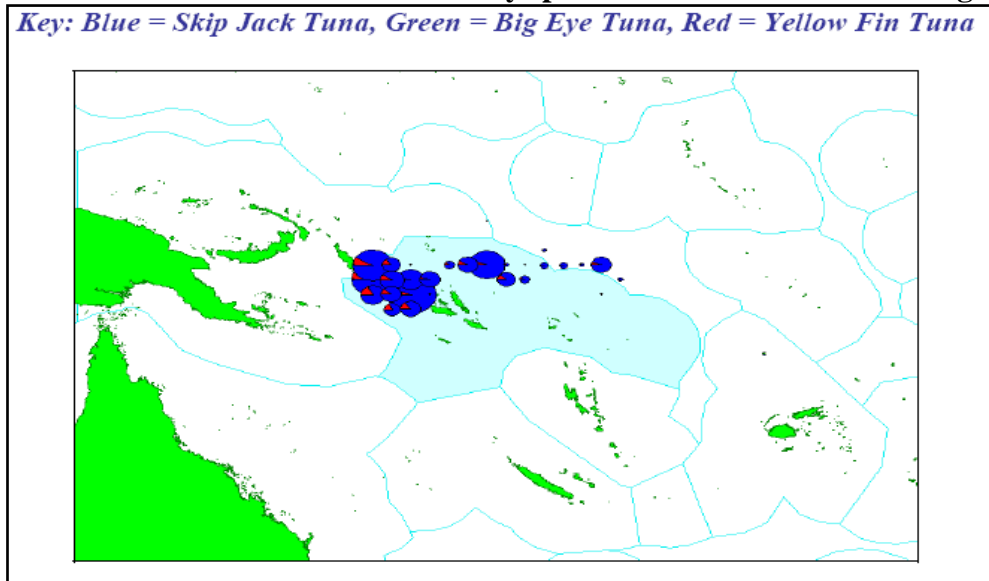 Key: Blue = Skip Jack Tuna, Green = Big Eye Tuna, Red = Yellow Fin Tuna